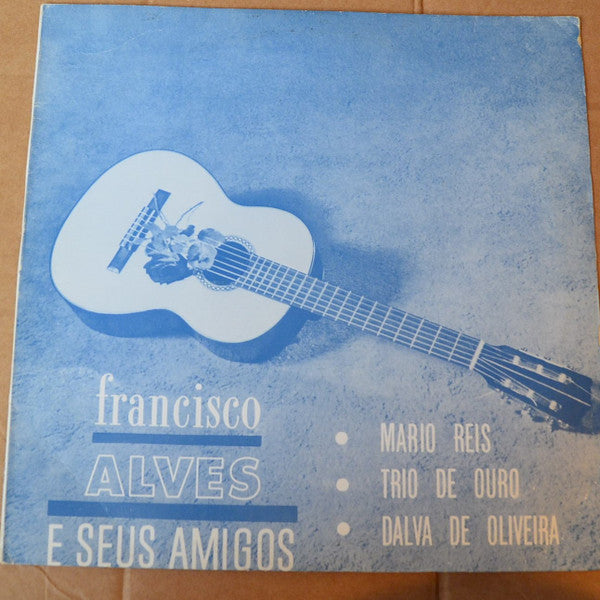 francisco
ALVES
E SEUS AMIGOS
• MARIO REIS
• TRIO DE OURO
• DALVA DE OLIVEIRA